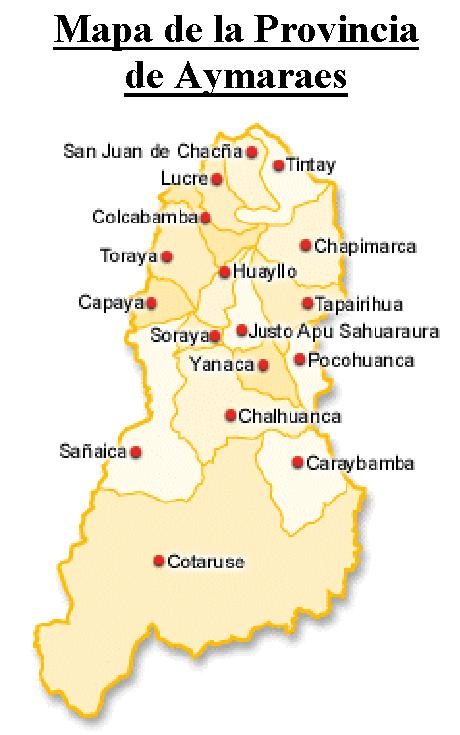 Mapa de la Provincia
de Aymaraes
San Juan de Chacña
Tintay
Lucre
Colcabamba
Chapimarca
Toraya
Huayllo
Capaya
Tapairihua
Justo Apu Sahuaraura
Soraya
Yanaca
Pocohuanca
Chalhuanca
Sañaica
Caraybamba
Cotaruse